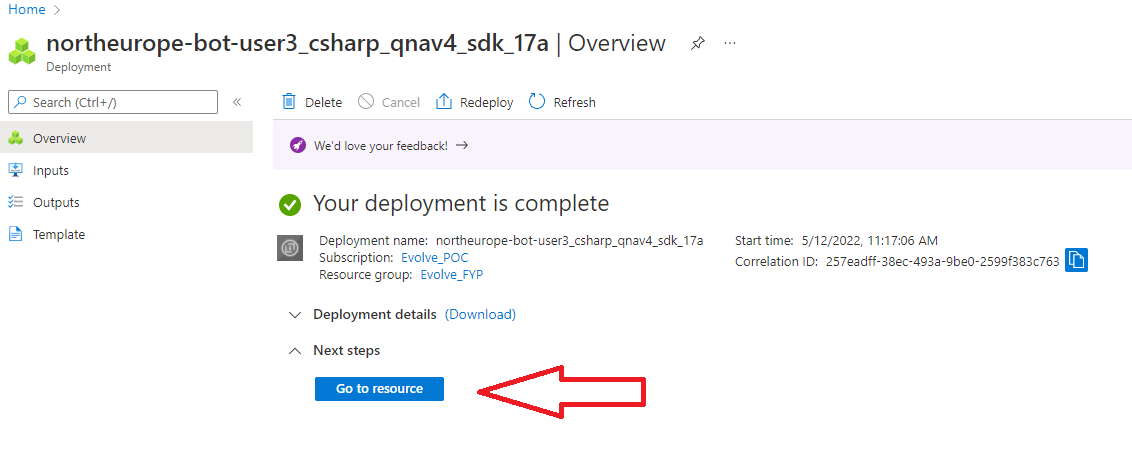 Home >
northeurope-bot-user3_csharp_qnav4_sdk_17a | Overview ...
Deployment
Search (Ctrl+/) «
Delete Cancel Redeploy Refresh
Overview
We'd love your feedback! →
Inputs
Outputs
Template
Your deployment is complete
Deployment name: northeurope-bot-user3_csharp_qnav4_sdk_17a Start time: 5/12/2022, 11:17:06 AM
Subscription: Evolve_POC Correlation ID: 257eadff-38ec-493a-9be0-2599f383c763
Resource group: Evolve_FYP
Deployment details (Download)
Next steps
Go to resource